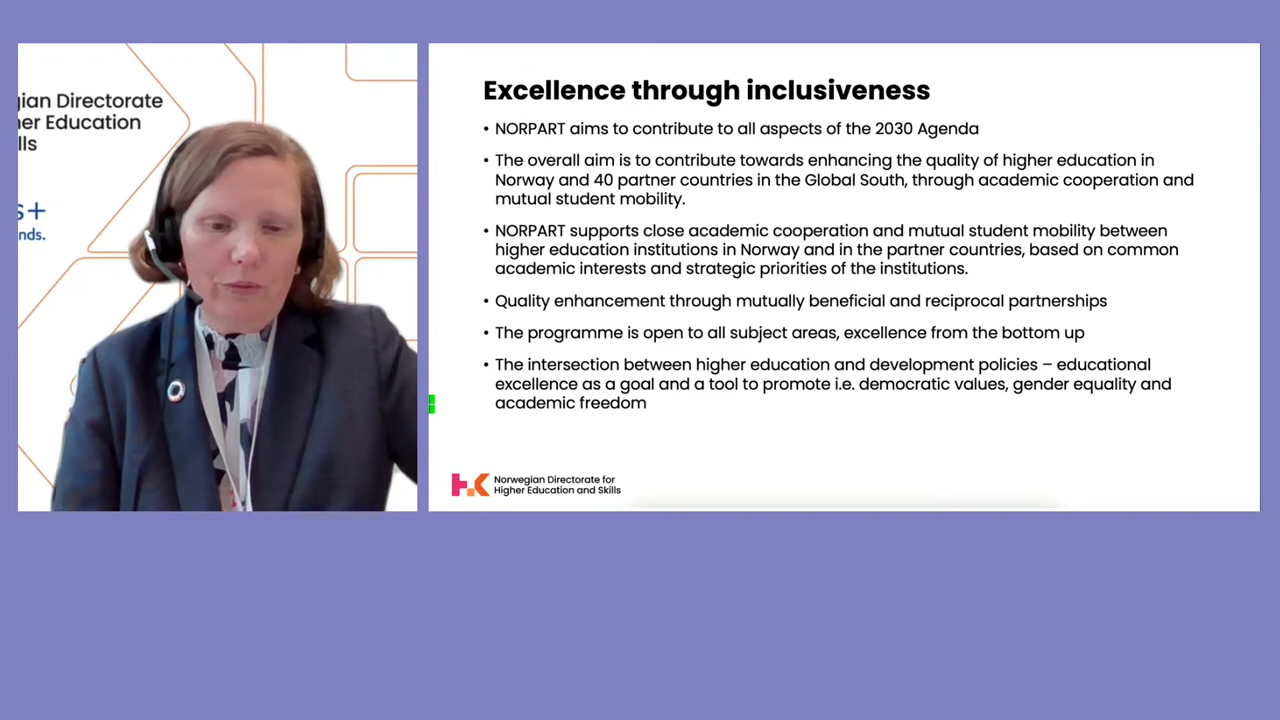 gian Directorate
er Education
lls
s+
nds.
Excellence through inclusiveness
• NORPART aims to contribute to all aspects of the 2030 Agenda
• The overall aim is to contribute towards enhancing the quality of higher education in
Norway and 40 partner countries in the Global South, through academic cooperation and
mutual student mobility.
• NORPART supports close academic cooperation and mutual student mobility between
higher education institutions in Norway and in the partner countries, based on common
academic interests and strategic priorities of the institutions.
• Quality enhancement through mutually beneficial and reciprocal partnerships
• The programme is open to all subject areas, excellence from the bottom up
• The intersection between higher education and development policies – educational
excellence as a goal and a tool to promote i.e. democratic values, gender equality and
academic freedom
Norwegian Directorate for
Higher Education and Skills